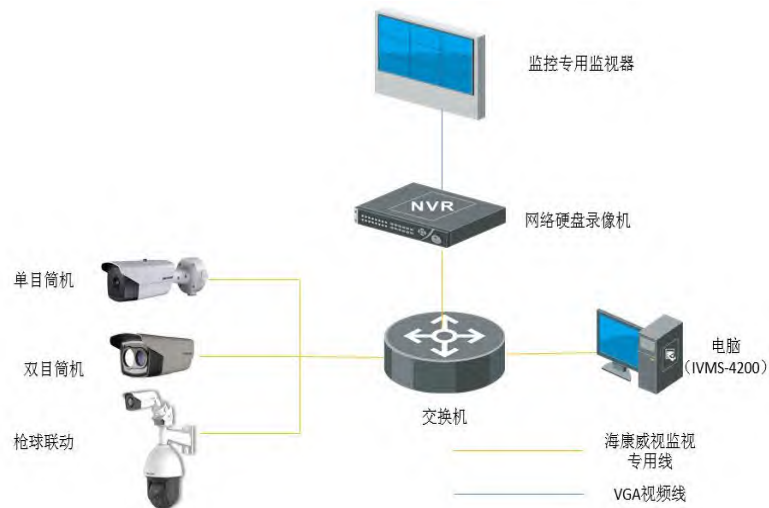 监控专用监视器
NVR
网络硬盘录像机
单目筒机
双目筒机
电脑
（IVMS-4200）
枪球联动
交换机
海康威视监视
专用线
VGA视频线